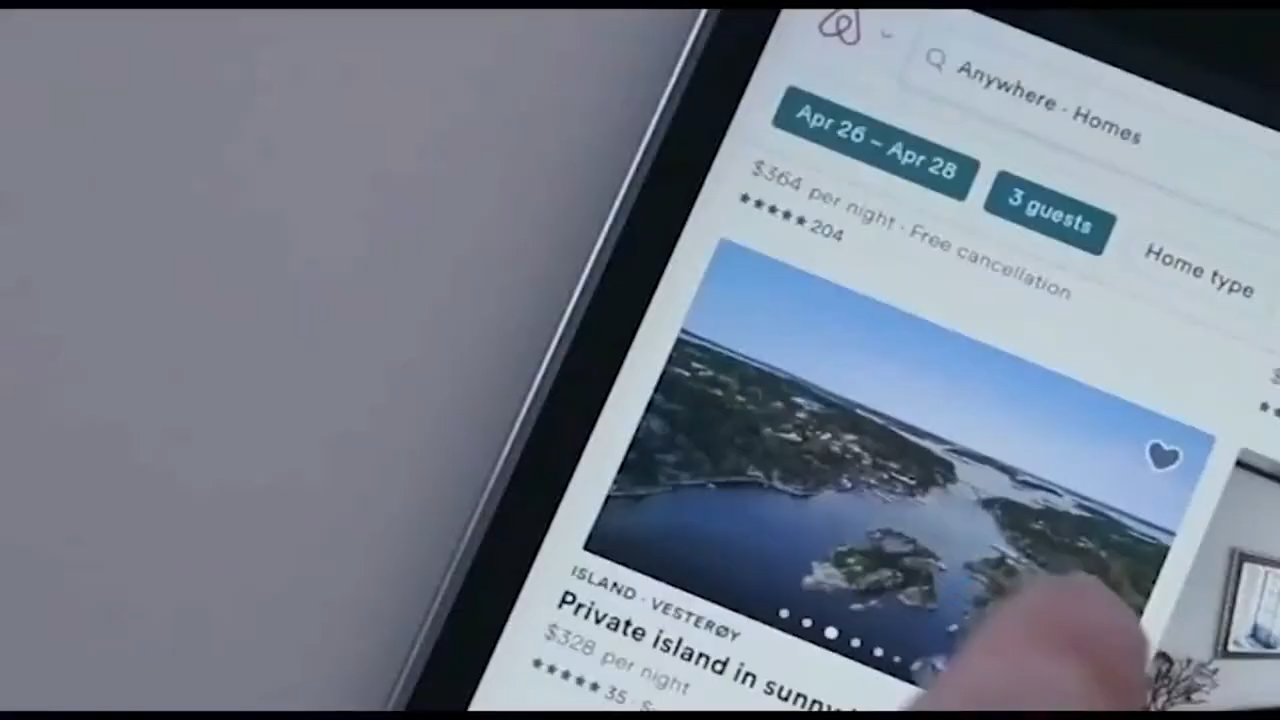 Anywhere · Homes
Apr 26 – Apr 28
3 guests
Home type
$364 per night · Free cancellation
204
ISLAND · VESTERØY
Private island in sunny
$328 per night
35 · S
$